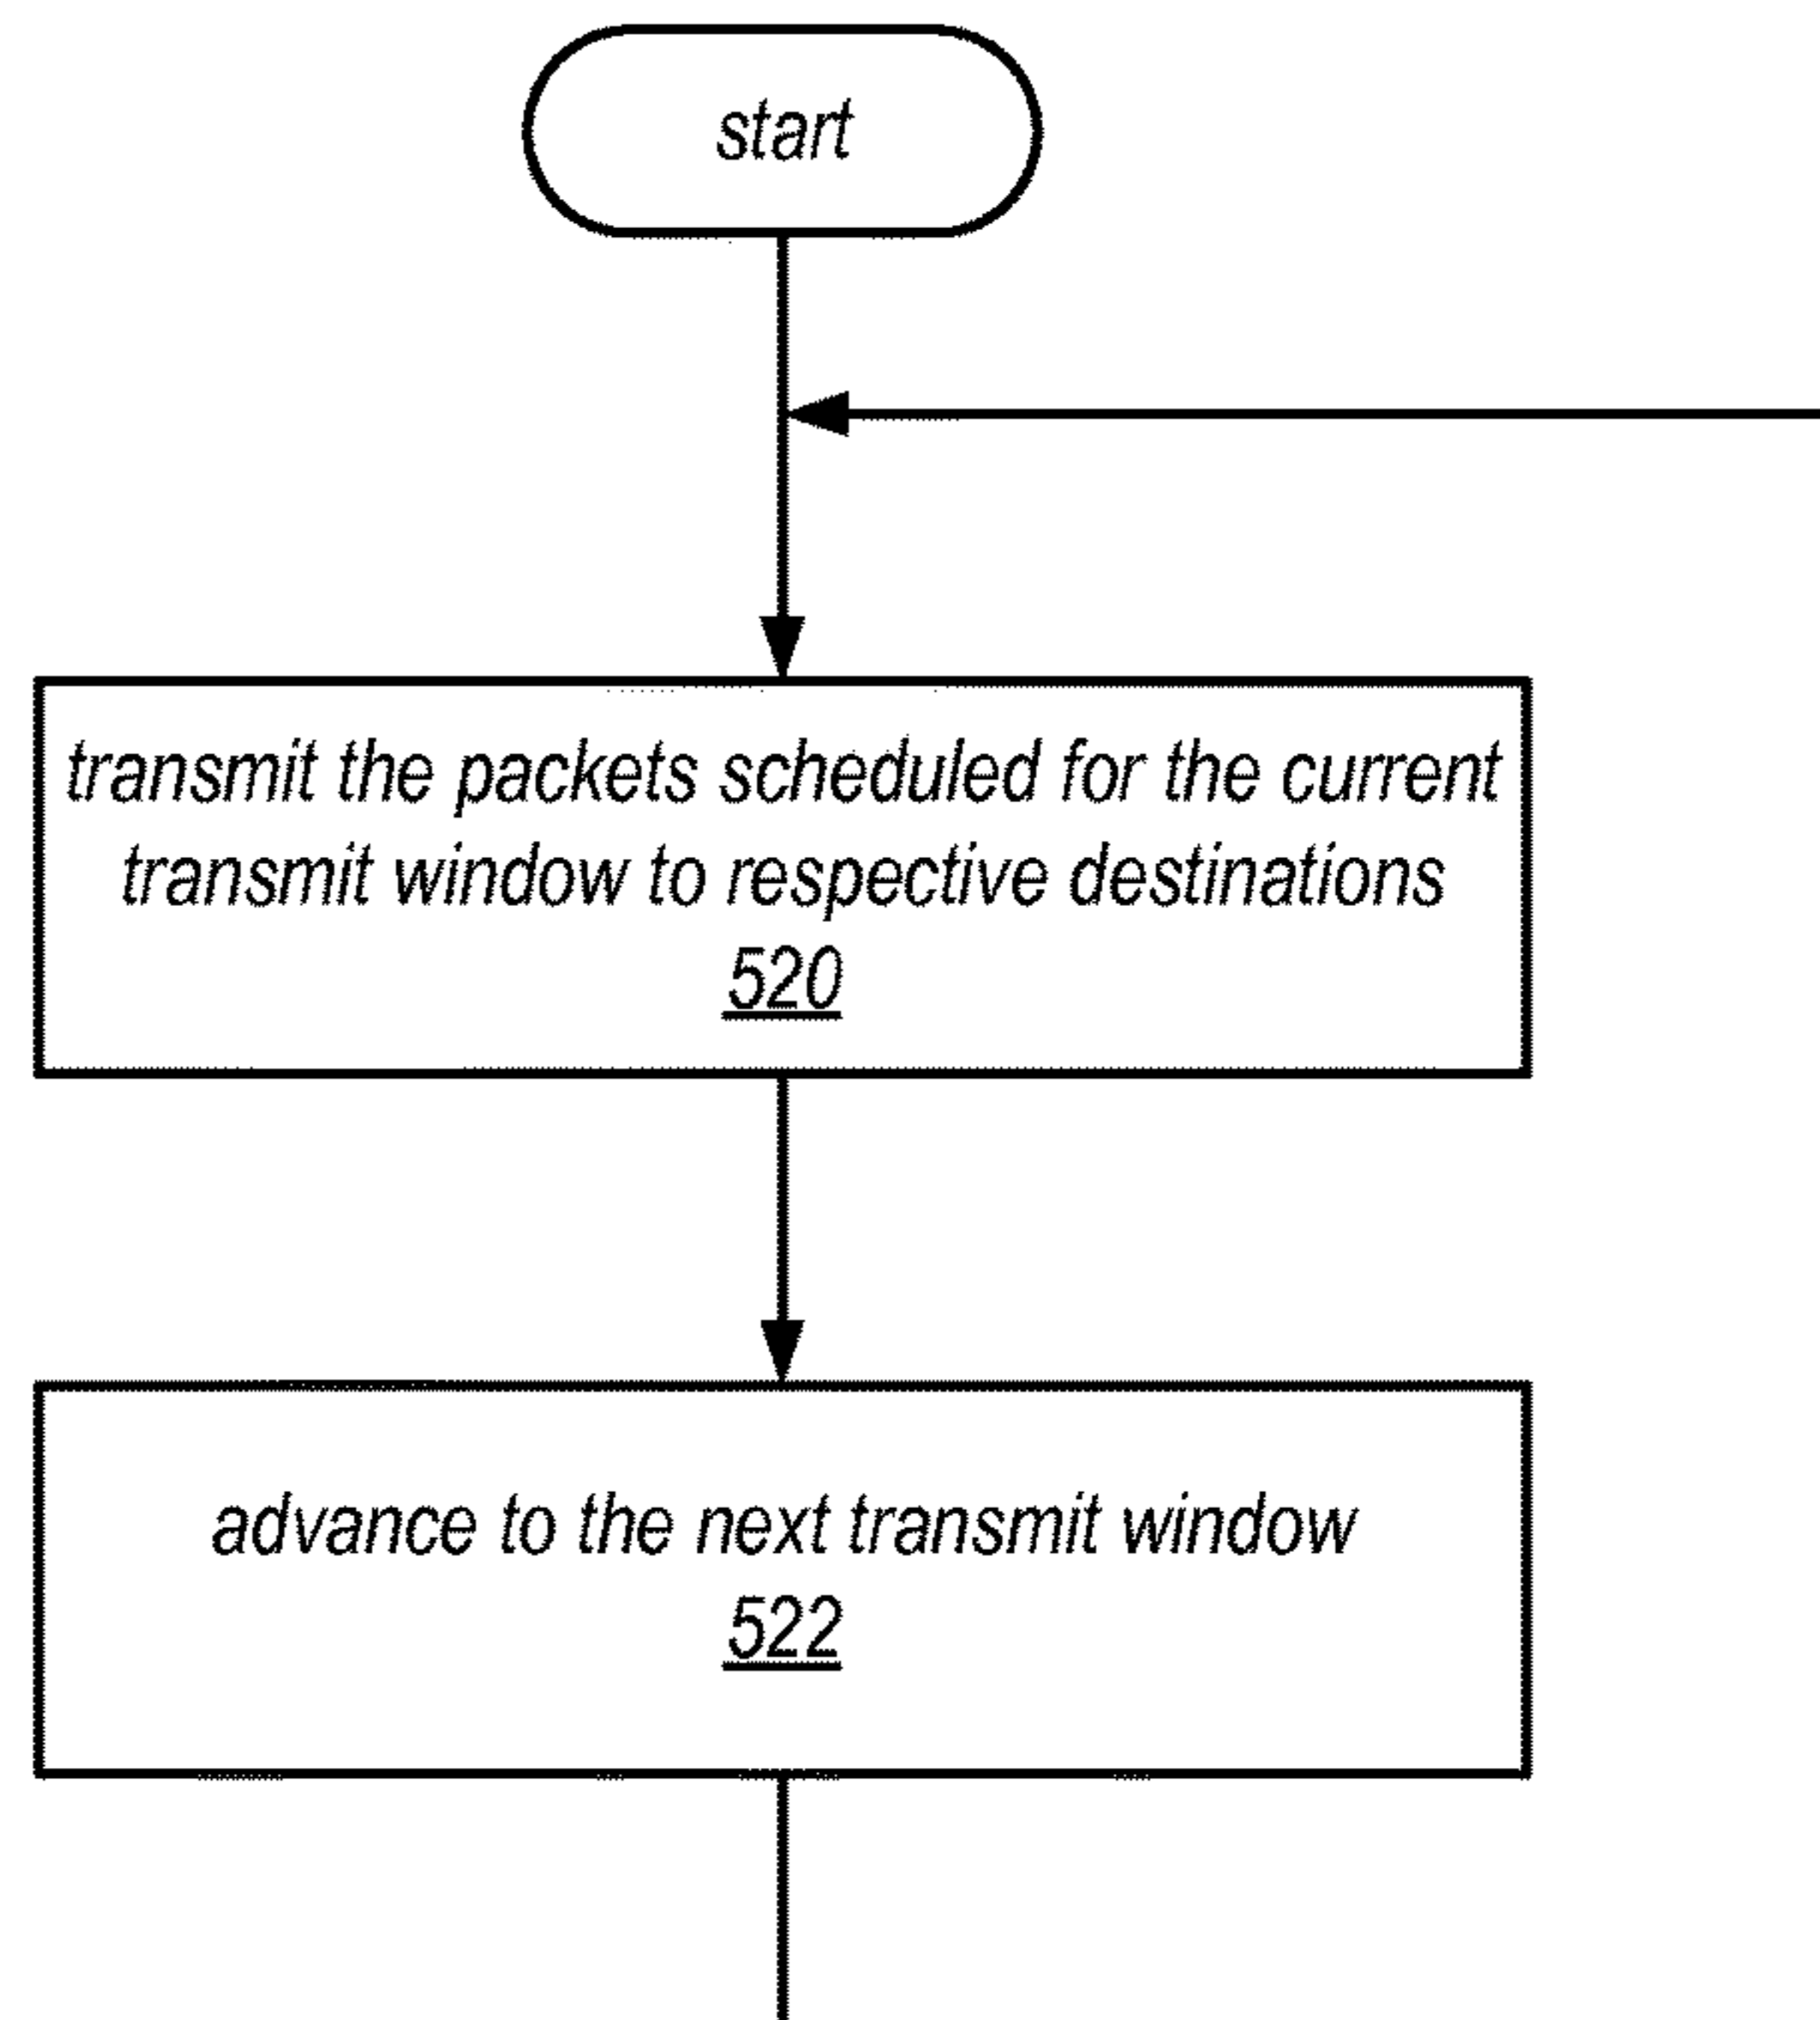 start
transmit the packets scheduled for the current
transmit window to respective destinations
520
advance to the next transmit window
522